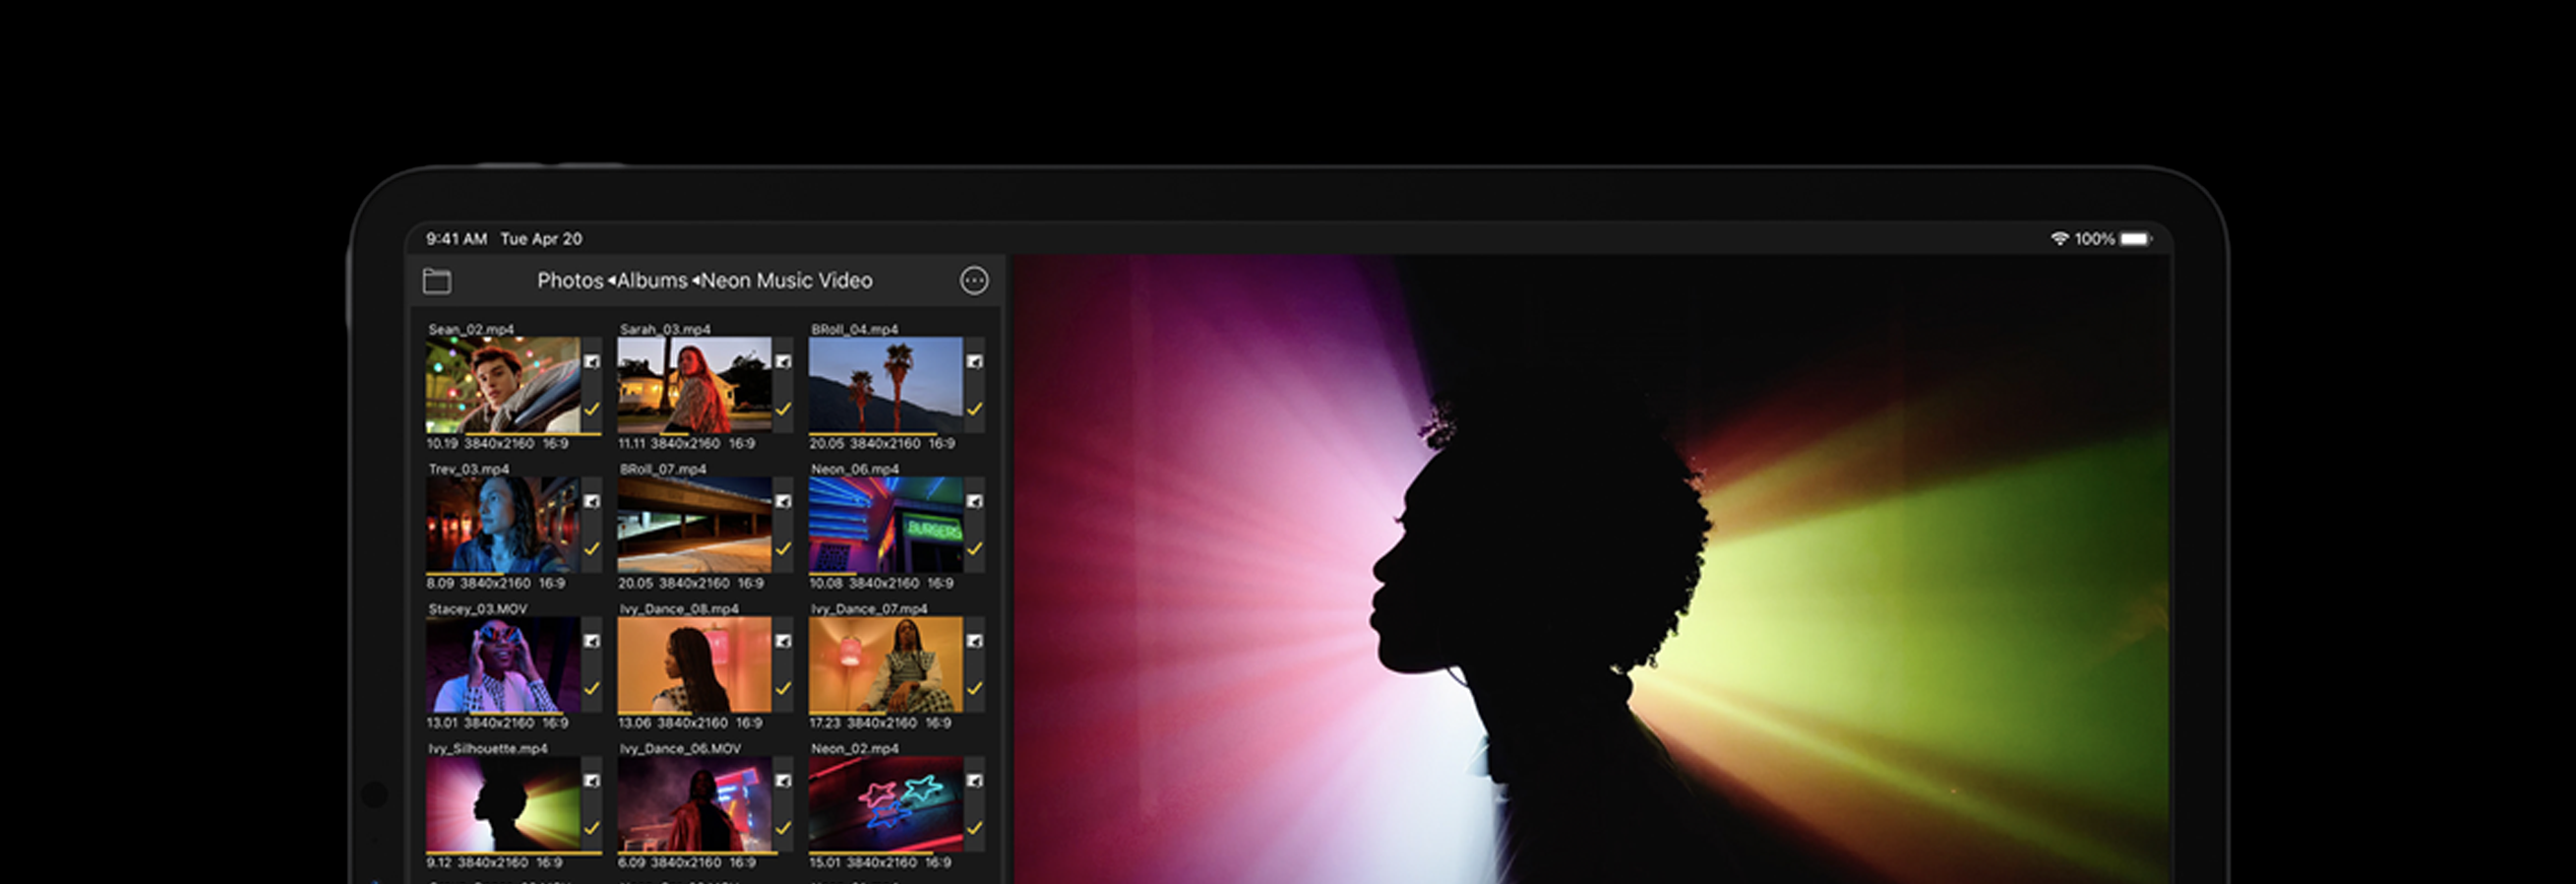 9:41 AM Tue Apr 20
100%
Photos ◂Albums ◂Neon Music Video
Sean_02.mp4 Sarah_03.mp4 BRoll_04.mp4
10.19 3840x2160 16:9 11.11 3840x2160 16:9 20.05 3840x2160 16:9
Trev_03.mp4 BRoll_07.mp4 Neon_06.mp4
BURGERS
8.09 3840x2160 16:9 20.05 3840x2160 16:9 10.08 3840x2160 16:9
Stacey_03.MOV Ivy_Dance_08.mp4 Ivy_Dance_07.mp4
13.01 3840x2160 16:9 13.06 3840x2160 16:9 17.23 3840x2160 16:9
Ivy_Silhouette.mp4 Ivy_Dance_06.MOV Neon_02.mp4
9.12 3840x2160 16:9 6.09 3840x2160 16:9 15.01 3840x2160 16:9